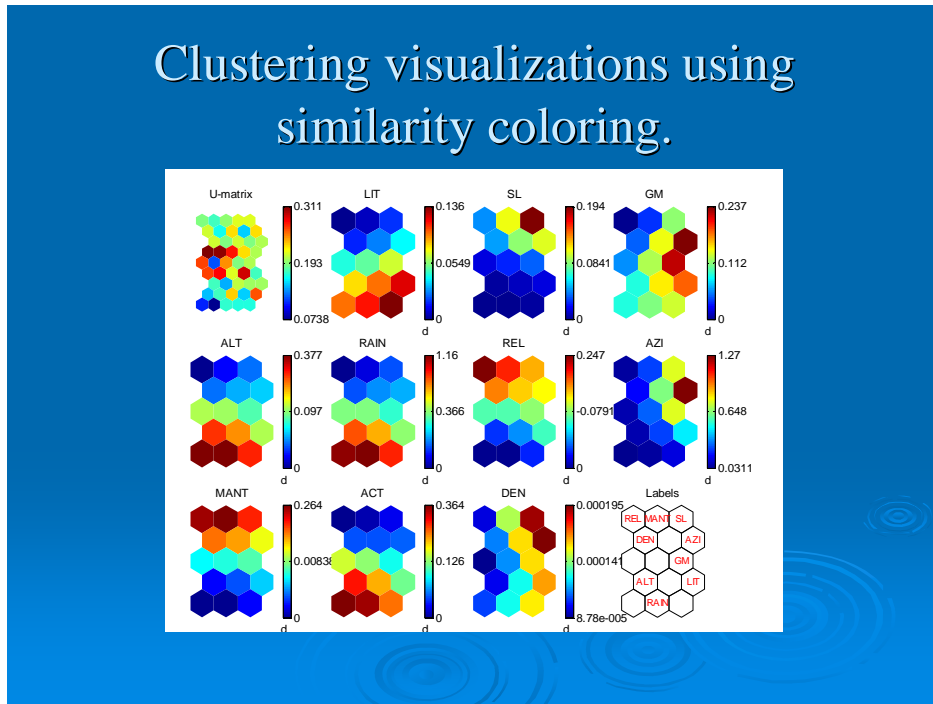 Clustering visualizations using
similarity coloring.
U-matrix
0.311
0.193
0.0738
LIT
0.136
0.0549
0
d
SL
0.194
0.0841
0
d
GM
0.237
0.112
0
d
ALT
0.377
0.097
0
d
RAIN
1.16
0.366
0
d
REL
0.247
-0.0791
0
d
AZI
1.27
0.648
0.0311
d
MANT
0.264
0.00838
0
d
ACT
0.364
0.126
0
d
DEN
0.000195
0.000141
8.78e-005
d
Labels
REL MANT SL
DEN AZI
GM
ALT LIT
RAIN